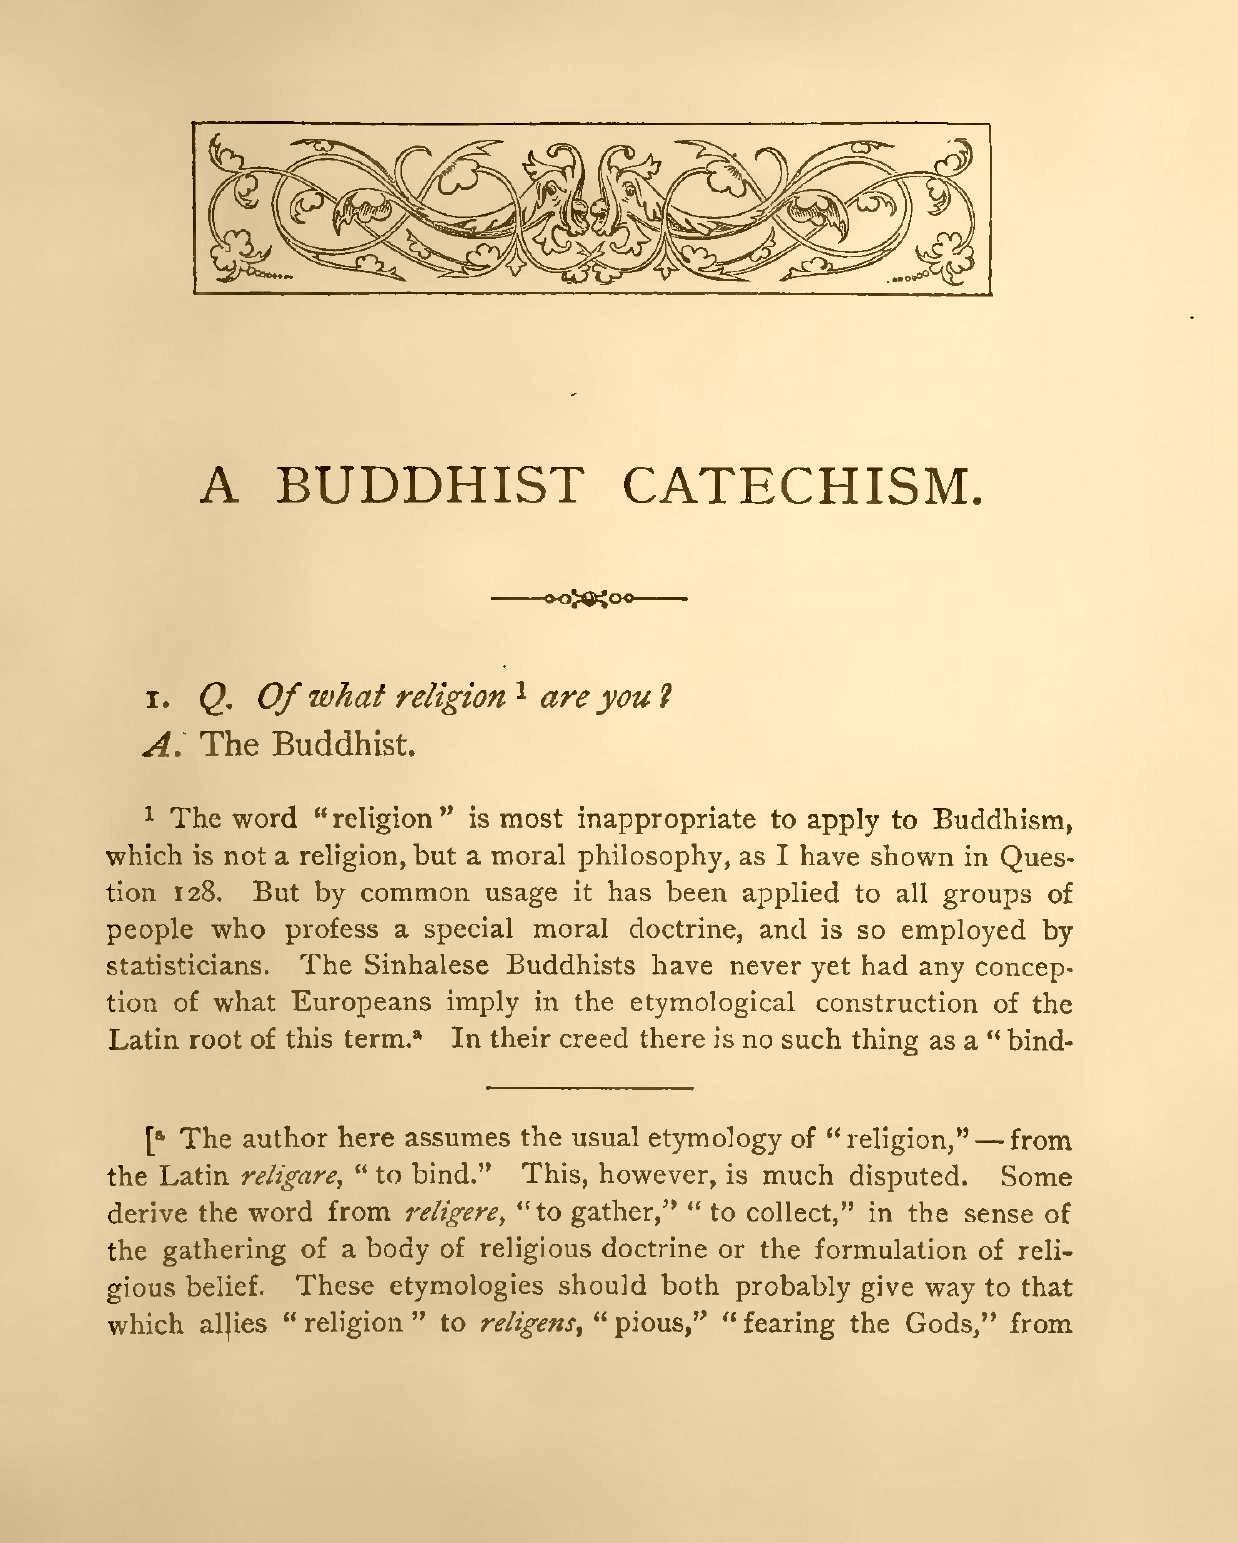 A BUDDHIST CATECHISM.
1. Q. Of what religion ¹ are you?
A. The Buddhist.
¹ The word “religion” is most inappropriate to apply to Buddhism,
which is not a religion, but a moral philosophy, as I have shown in Ques-
tion 128. But by common usage it has been applied to all groups of
people who profess a special moral doctrine, and is so employed by
statisticians. The Sinhalese Buddhists have never yet had any concep-
tion of what Europeans imply in the etymological construction of the
Latin root of this term.ᵃ In their creed there is no such thing as a “bind-
[ᵃ The author here assumes the usual etymology of “religion,”—from
the Latin religare, “to bind.” This, however, is much disputed. Some
derive the word from religere, “to gather,” “to collect,” in the sense of
the gathering of a body of religious doctrine or the formulation of reli-
gious belief. These etymologies should both probably give way to that
which allies “religion” to religens, “pious,” “fearing the Gods,” from